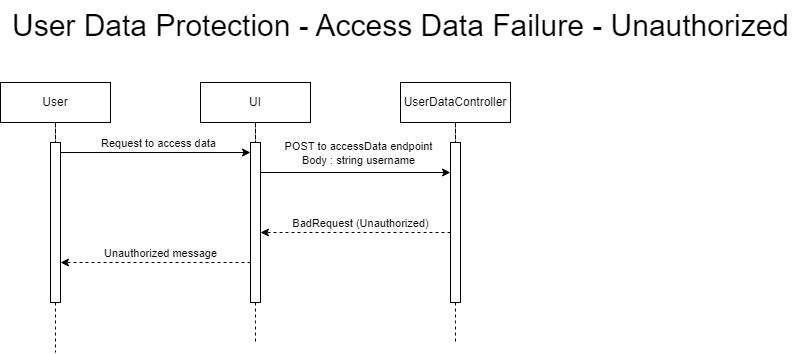 User Data Protection - Access Data Failure - Unauthorized
User
UI
UserDataController
Request to access data
POST to accessData endpoint
Body : string username
BadRequest (Unauthorized)
Unauthorized message